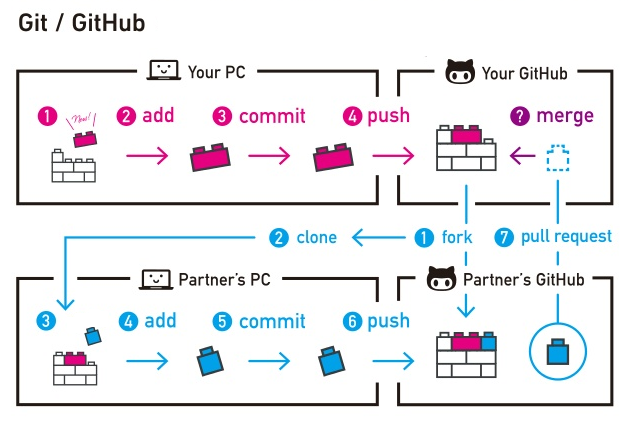 Git / GitHub
Your PC
Your GitHub
1
New!
2 add
3 commit
4 push
? merge
2 clone
1 fork
7 pull request
Partner's PC
Partner's GitHub
3
4 add
5 commit
6 push